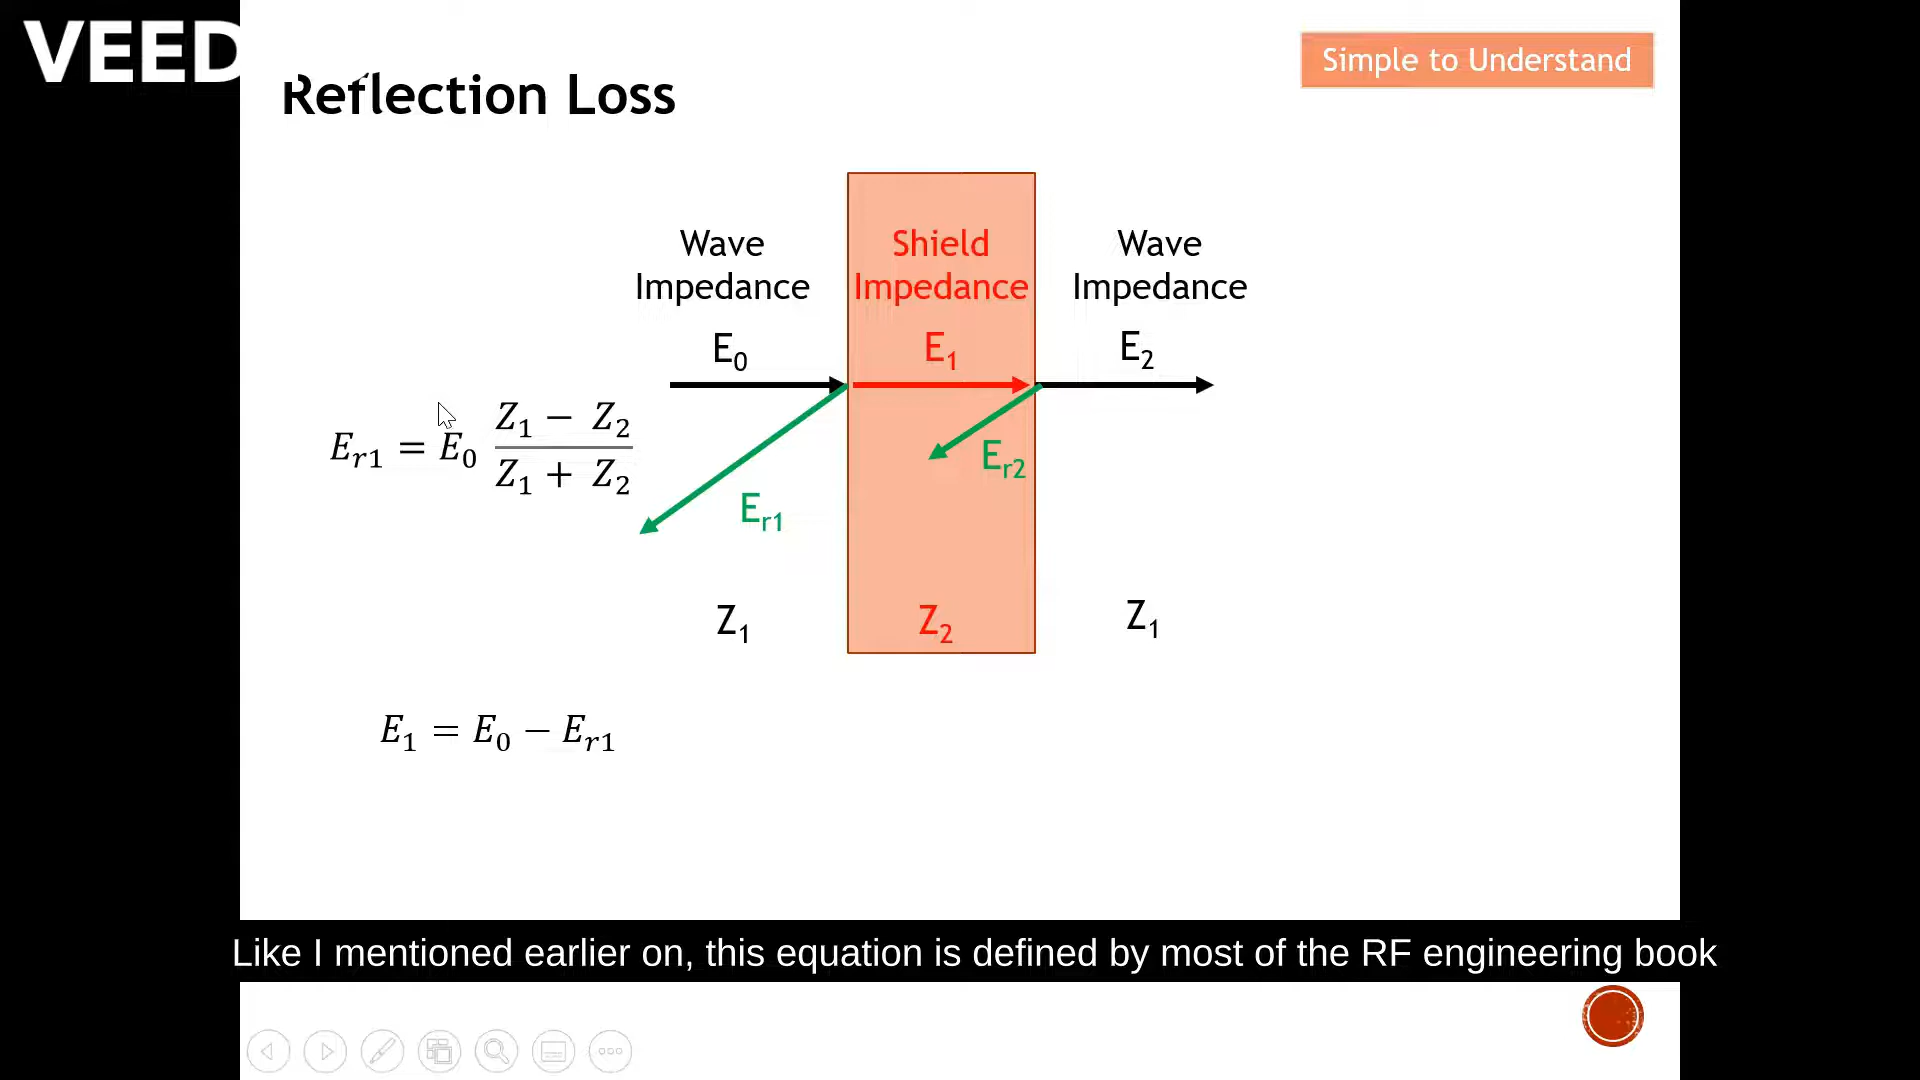 VEED
Simple to Understand
Reflection Loss
Wave Impedance
Shield Impedance
Wave Impedance
E₀
E₁
E₂
Eᵣ₁ = E₀ (Z₁ − Z₂) / (Z₁ + Z₂)
Eᵣ₂
Eᵣ₁
Z₁
Z₂
Z₁
E₁ = E₀ − Eᵣ₁
Like I mentioned earlier on, this equation is defined by most of the RF engineering book